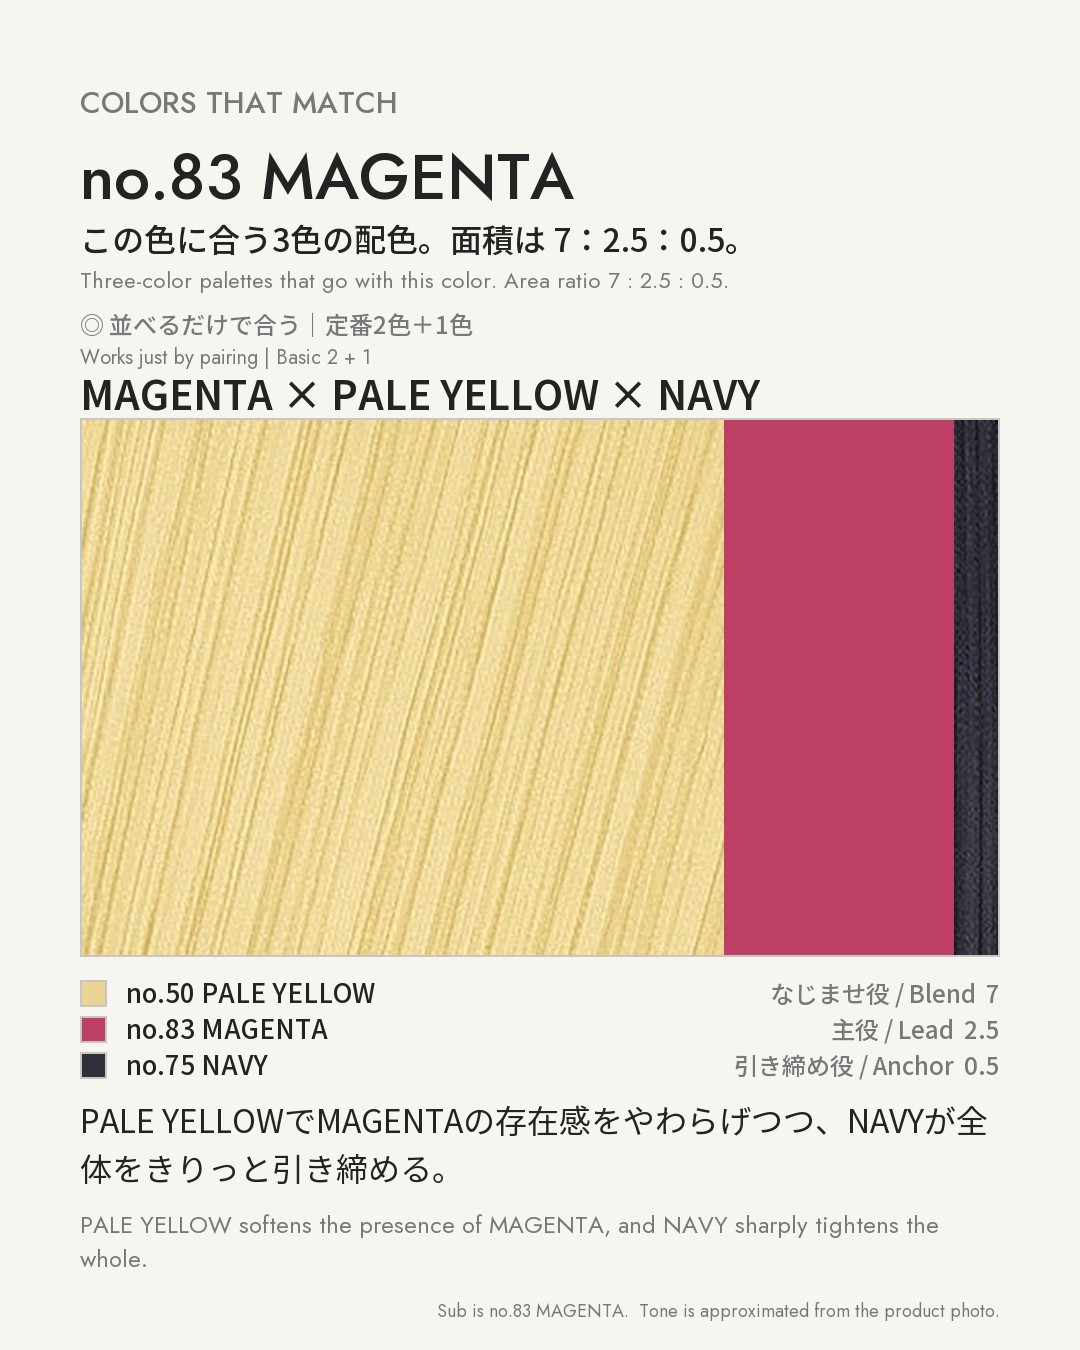 COLORS THAT MATCH
no.83 MAGENTA
この色に合う3色の配色。面積は 7：2.5：0.5。
Three-color palettes that go with this color. Area ratio 7 : 2.5 : 0.5.
◎ 並べるだけで合う｜定番2色＋1色
Works just by pairing | Basic 2 + 1
MAGENTA × PALE YELLOW × NAVY
no.50 PALE YELLOW なじませ役 / Blend 7
no.83 MAGENTA 主役 / Lead 2.5
no.75 NAVY 引き締め役 / Anchor 0.5
PALE YELLOWでMAGENTAの存在感をやわらげつつ、NAVYが全
体をきりっと引き締める。
PALE YELLOW softens the presence of MAGENTA, and NAVY sharply tightens the
whole.
Sub is no.83 MAGENTA. Tone is approximated from the product photo.